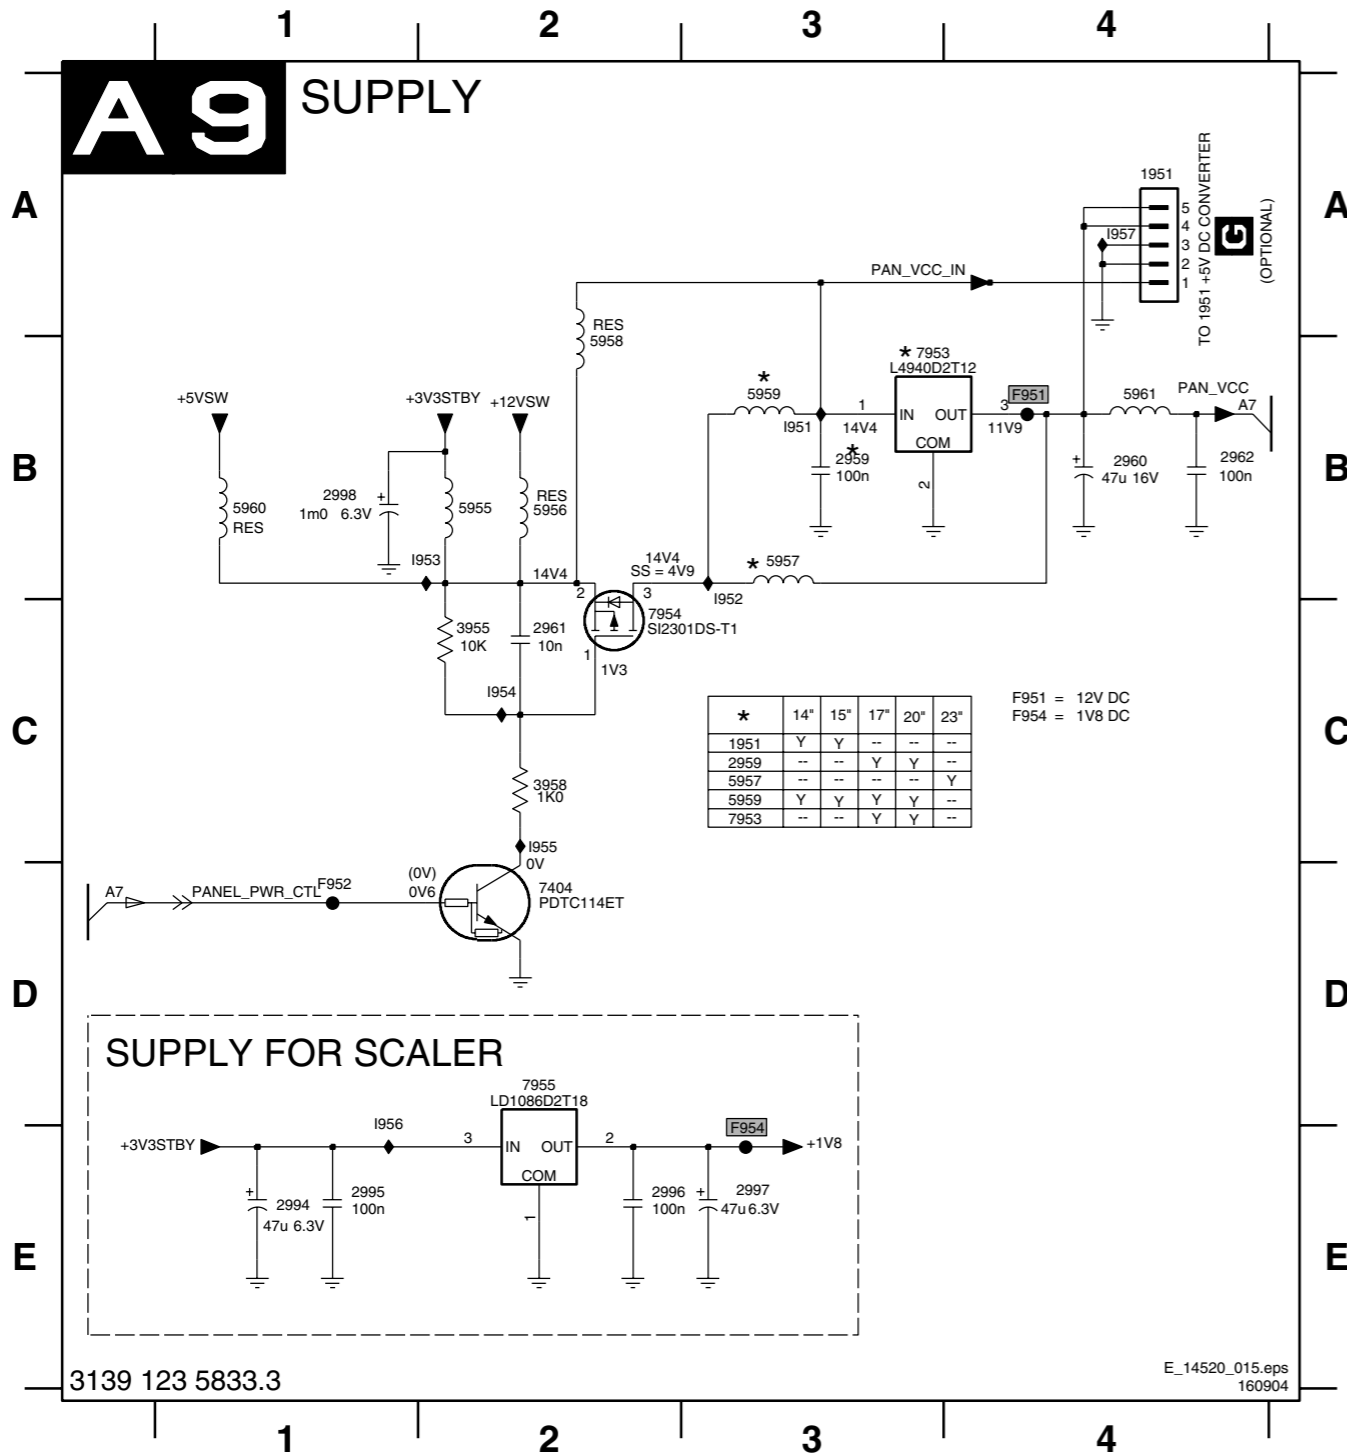 1 2 3 4
A9 SUPPLY
A A
1951
5
4
3
2
1
I957
TO 1951 +5V DC CONVERTER
G
(OPTIONAL)
PAN_VCC_IN
RES
5958
* 7953
L4940D2T12
*
5959
I951
1
14V4
IN OUT
COM
2
3
11V9
F951
5961
PAN_VCC
A7
+5VSW
+3V3STBY
+12VSW
B B
*
2959
100n
+
2960
47u 16V
2962
100n
5960
RES
2998
1m0 6.3V
+
5955
RES
5956
I953
14V4
2
14V4
SS = 4V9
3
I952
* 5957
7954
SI2301DS-T1
3955
10K
2961
10n
1
1V3
I954
C C
* 14" 15" 17" 20" 23"
1951 Y Y -- -- --
2959 -- -- Y Y --
5957 -- -- -- -- Y
5959 Y Y Y Y --
7953 -- -- Y Y --
F951 = 12V DC
F954 = 1V8 DC
3958
1K0
I955
0V
(0V)
0V6
A7
PANEL_PWR_CTL
F952
7404
PDTC114ET
D D
SUPPLY FOR SCALER
7955
LD1086D2T18
+3V3STBY
I956
3
IN OUT
COM
1
2
F954
+1V8
+
2994
47u 6.3V
2995
100n
2996
100n
+
2997
47u 6.3V
E E
3139 123 5833.3
E_14520_015.eps
160904
1 2 3 4